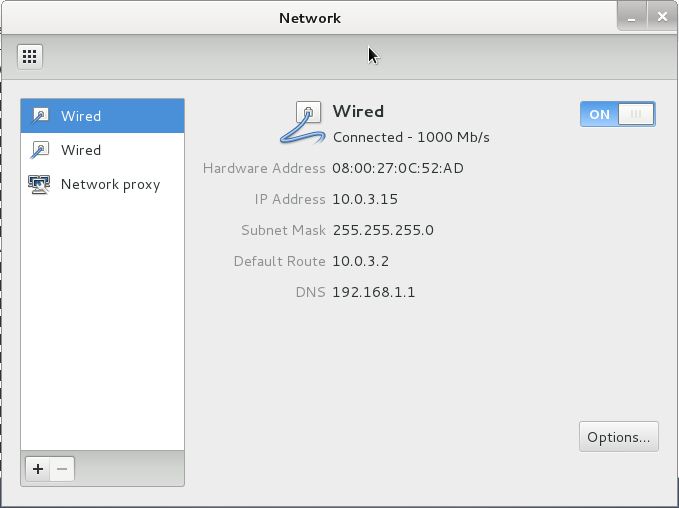 Network
Wired
Wired
Network proxy
Wired
Connected - 1000 Mb/s
ON
Hardware Address 08:00:27:0C:52:AD
IP Address 10.0.3.15
Subnet Mask 255.255.255.0
Default Route 10.0.3.2
DNS 192.168.1.1
Options...